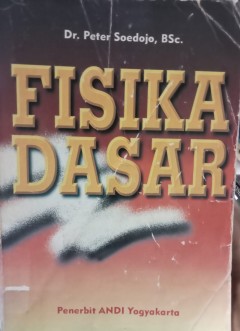 Dr. Peter Soedojo, BSc.
FISIKA
DASAR
Penerbit ANDI Yogyakarta